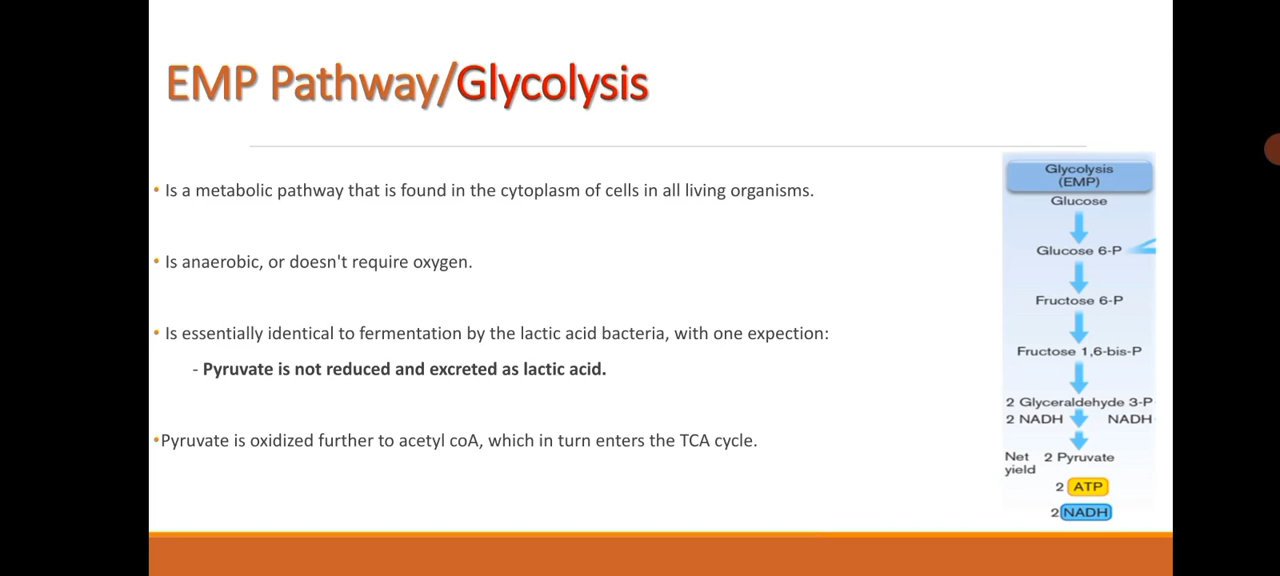 EMP Pathway/Glycolysis
• Is a metabolic pathway that is found in the cytoplasm of cells in all living organisms.
• Is anaerobic, or doesn't require oxygen.
• Is essentially identical to fermentation by the lactic acid bacteria, with one expection:
- Pyruvate is not reduced and excreted as lactic acid.
•Pyruvate is oxidized further to acetyl coA, which in turn enters the TCA cycle.
Glycolysis
(EMP)
Glucose
Glucose 6-P
Fructose 6-P
Fructose 1,6-bis-P
2 Glyceraldehyde 3-P
2 NADH NADH
Net yield 2 Pyruvate
2 ATP
2 NADH